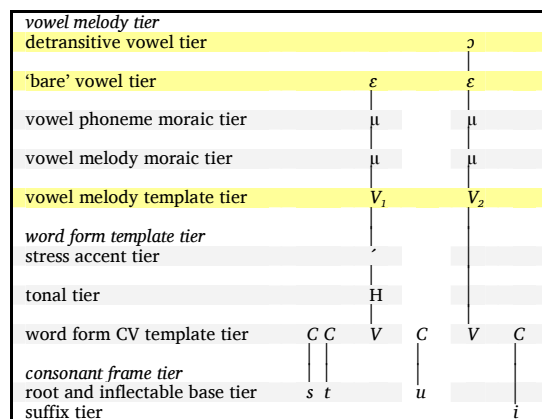 vowel melody tier
detransitive vowel tier ɔ
‘bare’ vowel tier ɛ ɛ
vowel phoneme moraic tier μ μ
vowel melody moraic tier μ μ
vowel melody template tier V₁ V₂
word form template tier
stress accent tier ´
tonal tier H
word form CV template tier C C V C V C
consonant frame tier
root and inflectable base tier s t u
suffix tier i